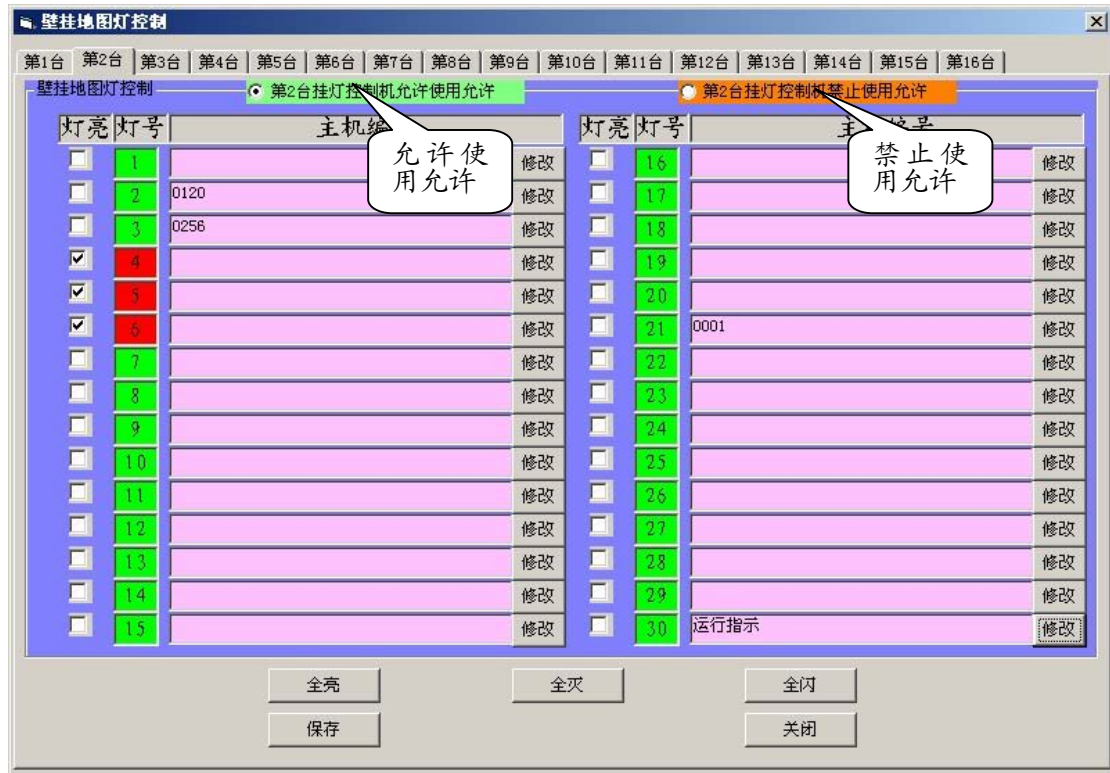 壁挂地图灯控制
第1台 第2台 第3台 第4台 第5台 第6台 第7台 第8台 第9台 第10台 第11台 第12台 第13台 第14台 第15台 第16台
壁挂地图灯控制 第2台挂灯控制机允许使用允许 第2台挂灯控制机禁止使用允许
灯亮 灯号 主机编 灯亮 灯号 主 编号
允许使
用允许
禁止使
用允许
1 修改 16 修改
2 0120 修改 17 修改
3 0256 修改 18 修改
4 修改 19 修改
5 修改 20 修改
6 修改 21 0001 修改
7 修改 22 修改
8 修改 23 修改
9 修改 24 修改
10 修改 25 修改
11 修改 26 修改
12 修改 27 修改
13 修改 28 修改
14 修改 29 修改
15 修改 30 运行指示 修改
全亮 全灭 全闪
保存 关闭